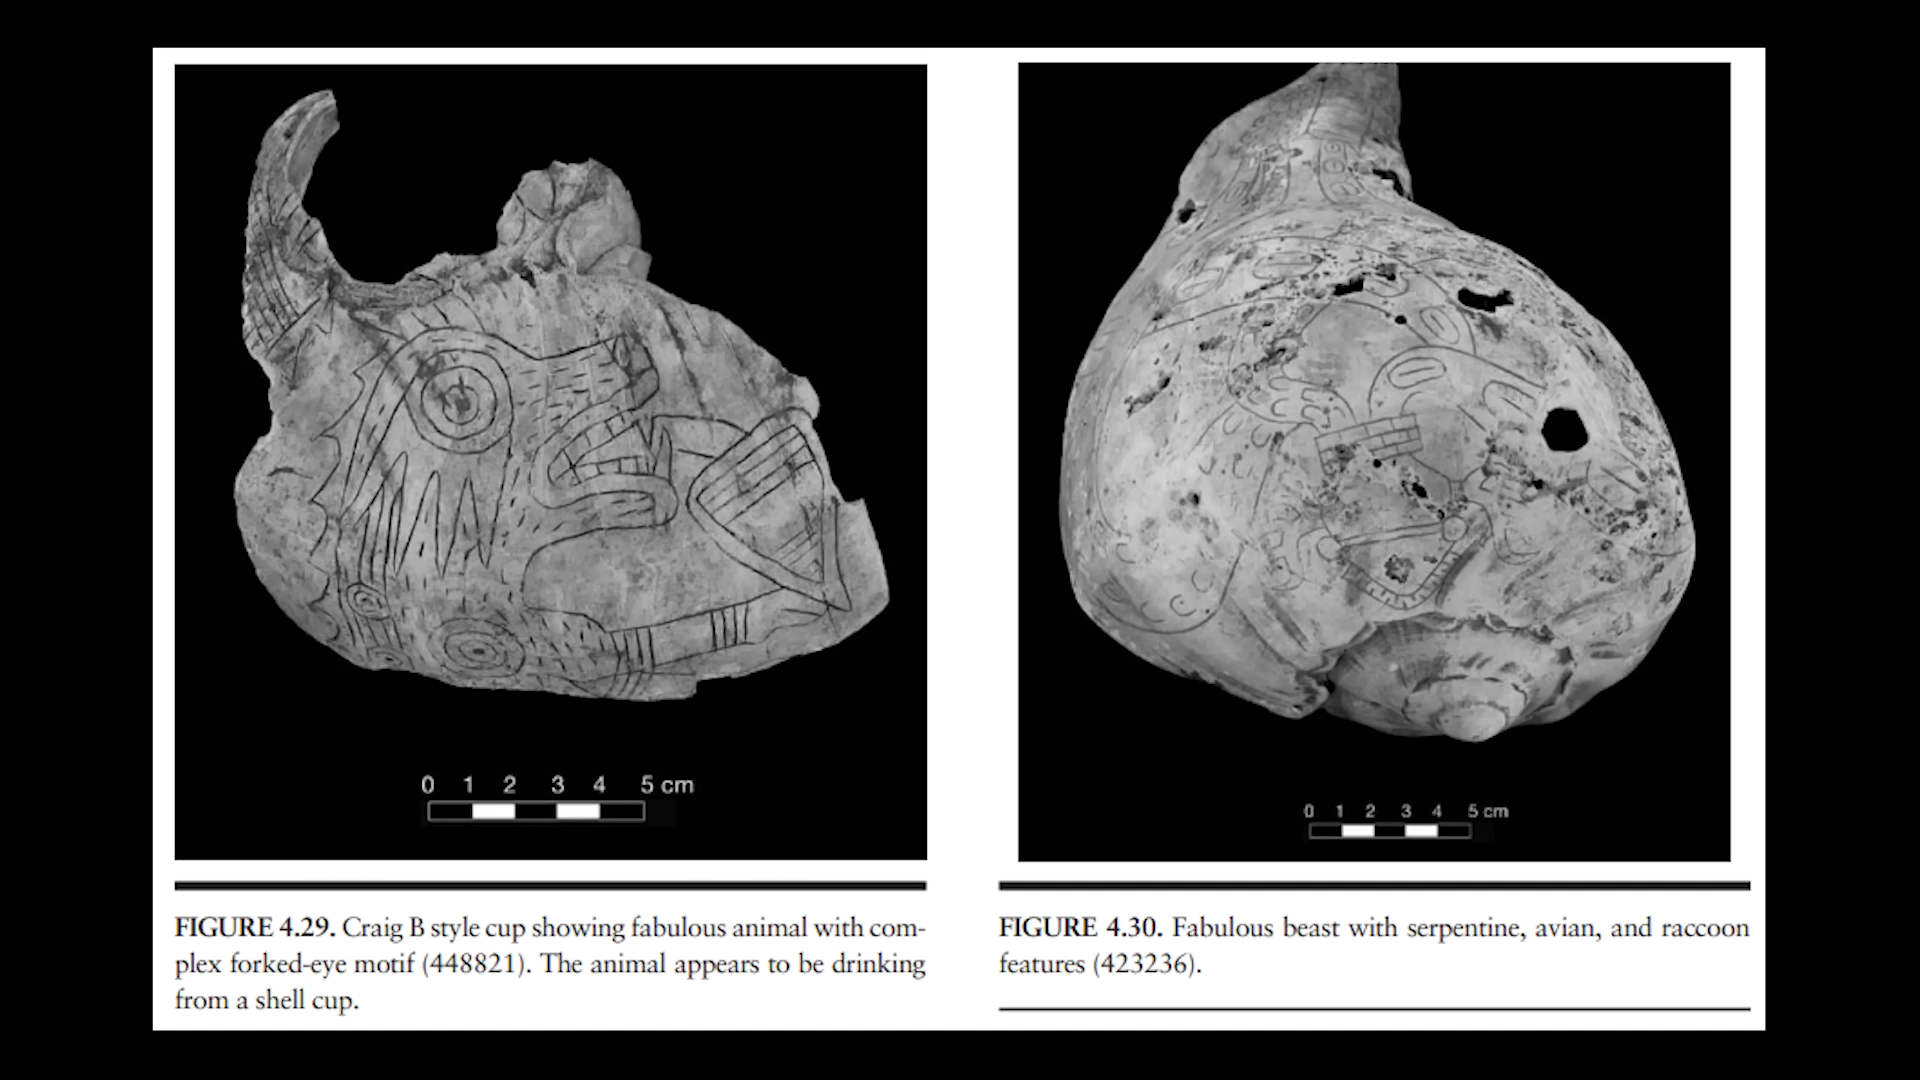 0 1 2 3 4 5 cm
FIGURE 4.29. Craig B style cup showing fabulous animal with com-
plex forked-eye motif (448821). The animal appears to be drinking
from a shell cup.
0 1 2 3 4 5 cm
FIGURE 4.30. Fabulous beast with serpentine, avian, and raccoon
features (423236).